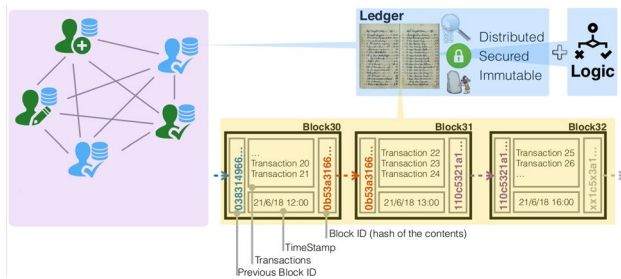 Ledger
Distributed
Secured
Immutable
Logic
Block30
038314966...
...
Transaction 20
Transaction 21
21/6/18 12:00
0b53a3166...
Block31
0b53a3166...
Transaction 22
Transaction 23
Transaction 24
21/6/18 13:00
110c5321a1...
Block32
110c5321a1...
Transaction 25
Transaction 26
...
21/6/18 16:00
xx1c5x3a1...
Block ID (hash of the contents)
TimeStamp
Transactions
Previous Block ID